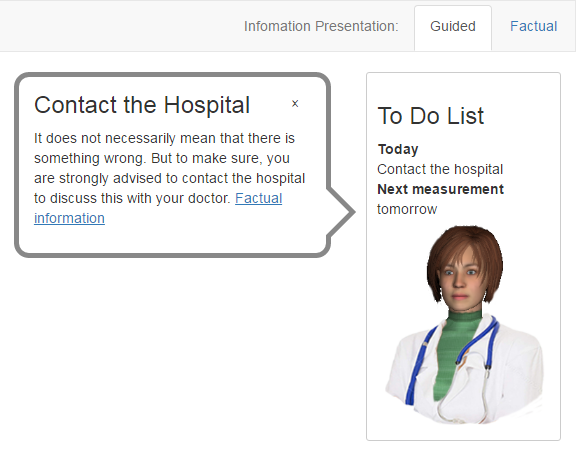 Infomation Presentation: Guided Factual
Contact the Hospital x
It does not necessarily mean that there is
something wrong. But to make sure, you
are strongly advised to contact the hospital
to discuss this with your doctor. Factual
information
To Do List
Today
Contact the hospital
Next measurement
tomorrow